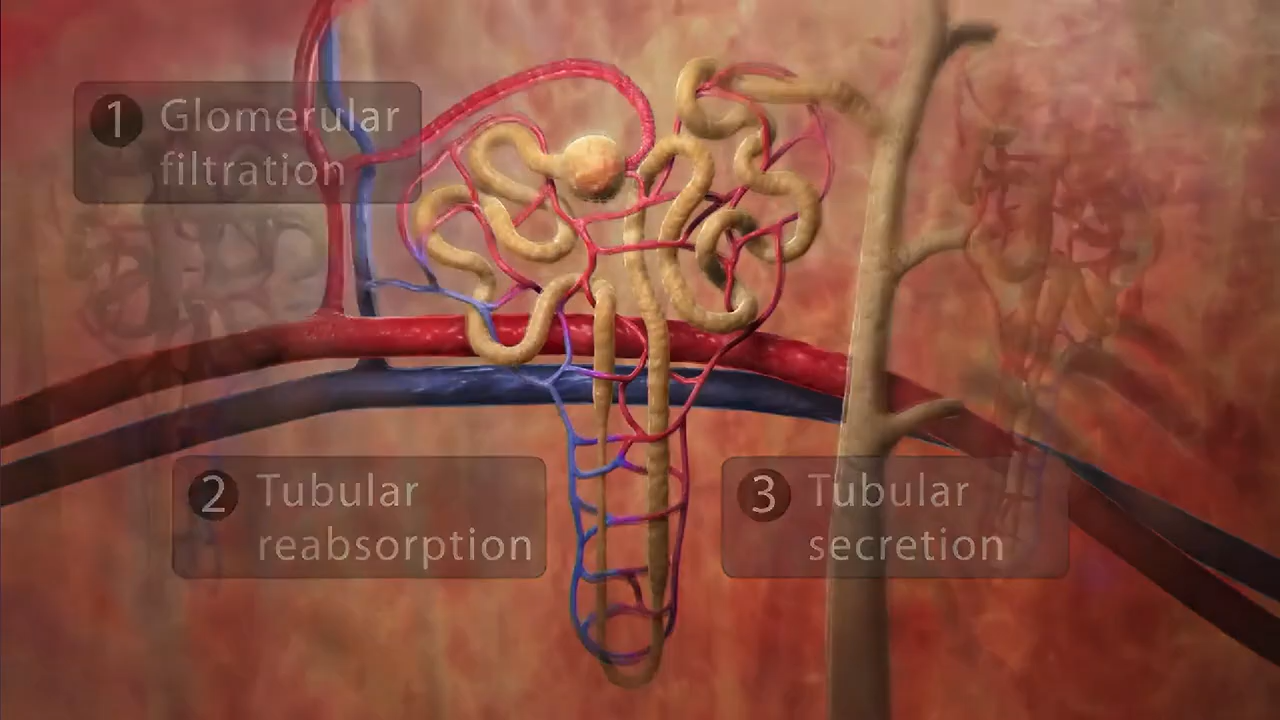 1 Glomerular
filtration
2 Tubular
reabsorption
3 Tubular
secretion